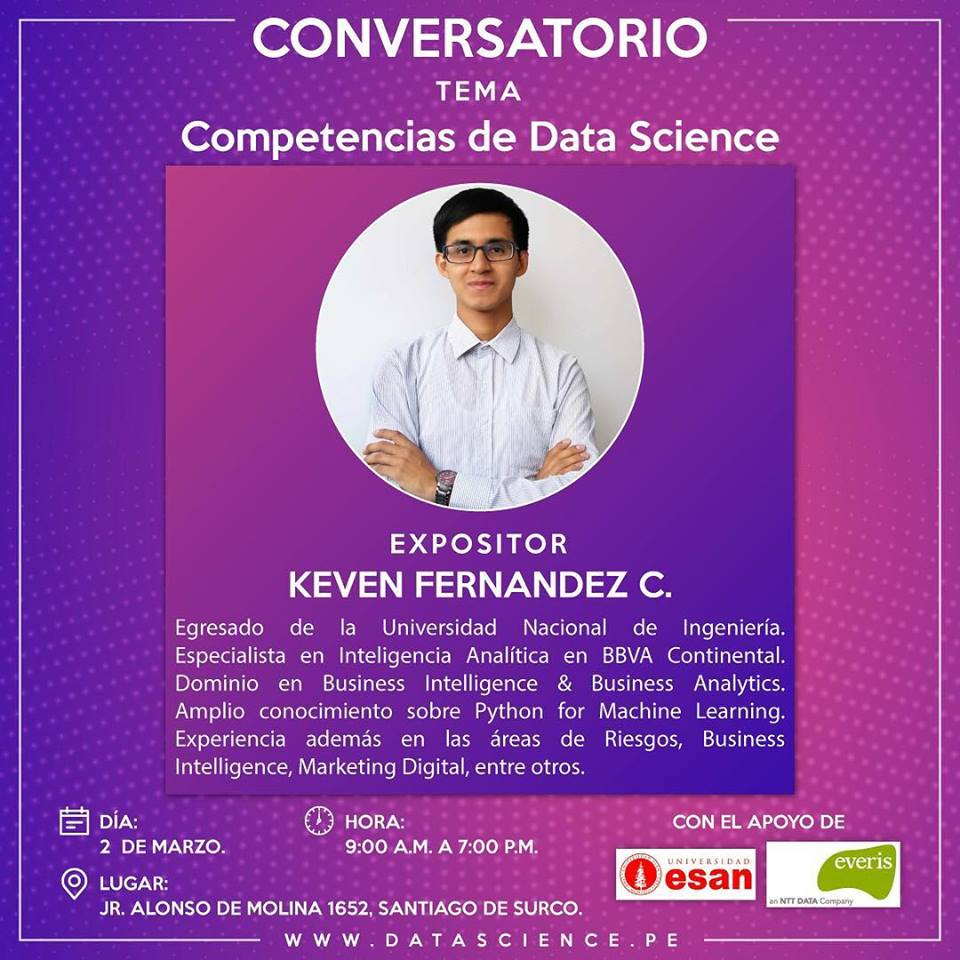 CONVERSATORIO
TEMA
Competencias de Data Science
EXPOSITOR
KEVEN FERNANDEZ C.
Egresado de la Universidad Nacional de Ingeniería.
Especialista en Inteligencia Analítica en BBVA Continental.
Dominio en Business Intelligence & Business Analytics.
Amplio conocimiento sobre Python for Machine Learning.
Experiencia además en las áreas de Riesgos, Business
Intelligence, Marketing Digital, entre otros.
DÍA:
2 DE MARZO.
HORA:
9:00 A.M. A 7:00 P.M.
LUGAR:
JR. ALONSO DE MOLINA 1652, SANTIAGO DE SURCO.
CON EL APOYO DE
UNIVERSIDAD
esan
everis
an NTT DATA Company
WWW.DATASCIENCE.PE